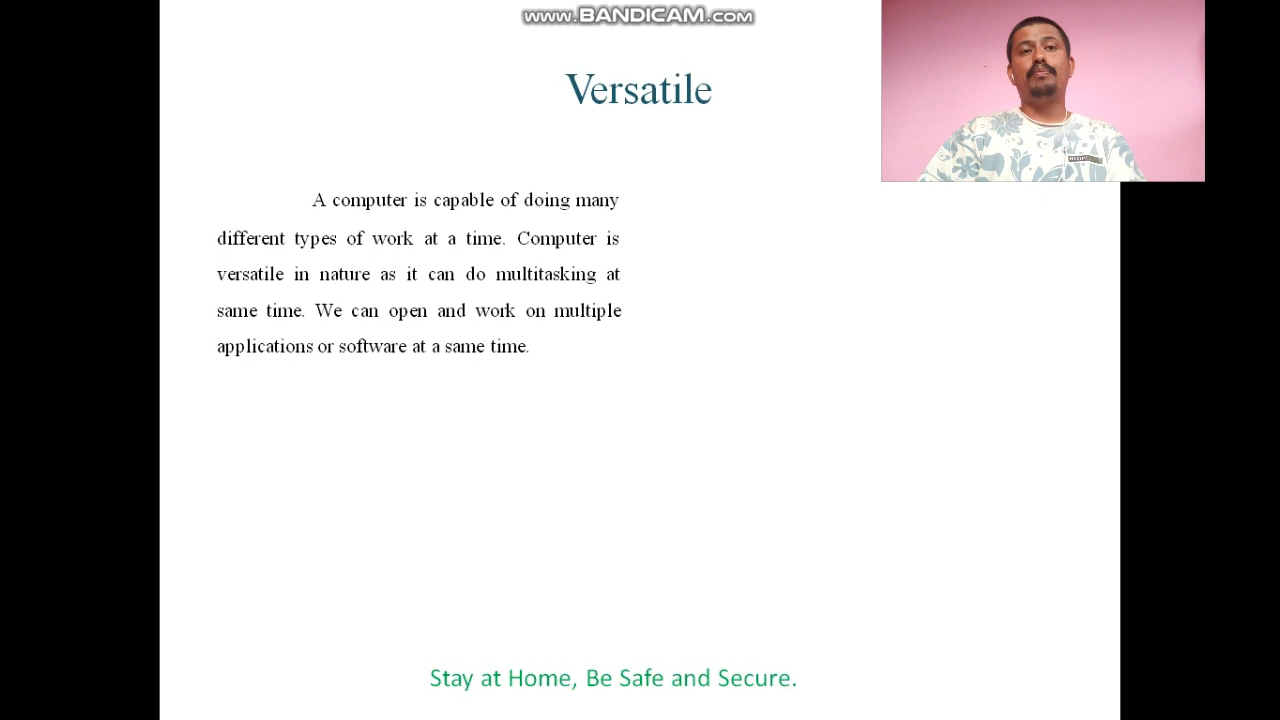 www.BANDICAM.com
Versatile
A computer is capable of doing many
different types of work at a time. Computer is
versatile in nature as it can do multitasking at
same time. We can open and work on multiple
applications or software at a same time.
Stay at Home, Be Safe and Secure.